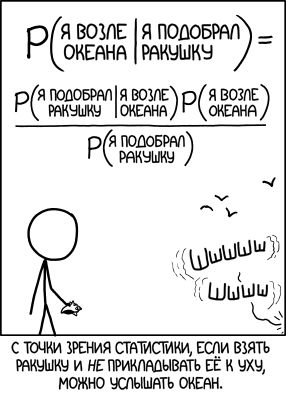 P(Я ВОЗЛЕ ОКЕАНА | Я ПОДОБРАЛ РАКУШКУ) =
P(Я ПОДОБРАЛ РАКУШКУ | Я ВОЗЛЕ ОКЕАНА) P(Я ВОЗЛЕ ОКЕАНА)
P(Я ПОДОБРАЛ РАКУШКУ)
Шшшшш
Шшшшш
С ТОЧКИ ЗРЕНИЯ СТАТИСТИКИ, ЕСЛИ ВЗЯТЬ
РАКУШКУ И НЕ ПРИКЛАДЫВАТЬ ЕЁ К УХУ,
МОЖНО УСЛЫШАТЬ ОКЕАН.